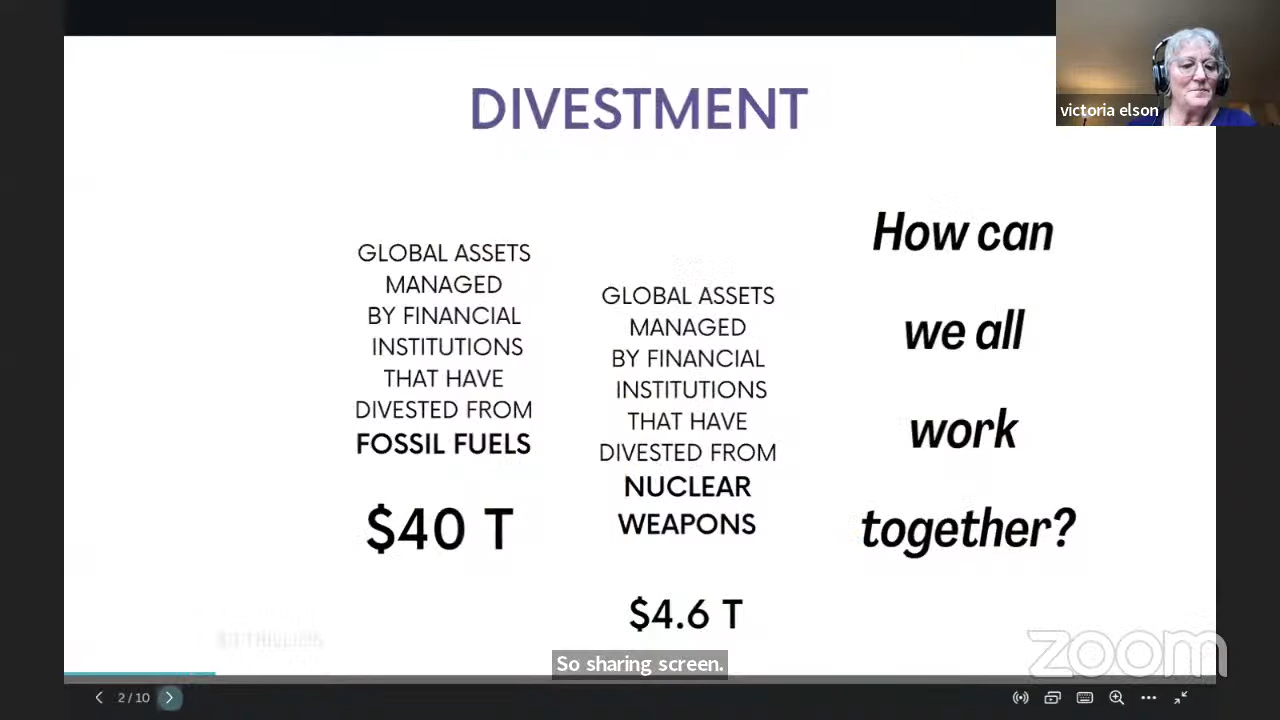 DIVESTMENT
victoria elson
GLOBAL ASSETS
MANAGED
BY FINANCIAL
INSTITUTIONS
THAT HAVE
DIVESTED FROM
FOSSIL FUELS
$40 T
GLOBAL ASSETS
MANAGED
BY FINANCIAL
INSTITUTIONS
THAT HAVE
DIVESTED FROM
NUCLEAR
WEAPONS
$4.6 T
How can
we all
work
together?
So sharing screen.
zoom
2 / 10